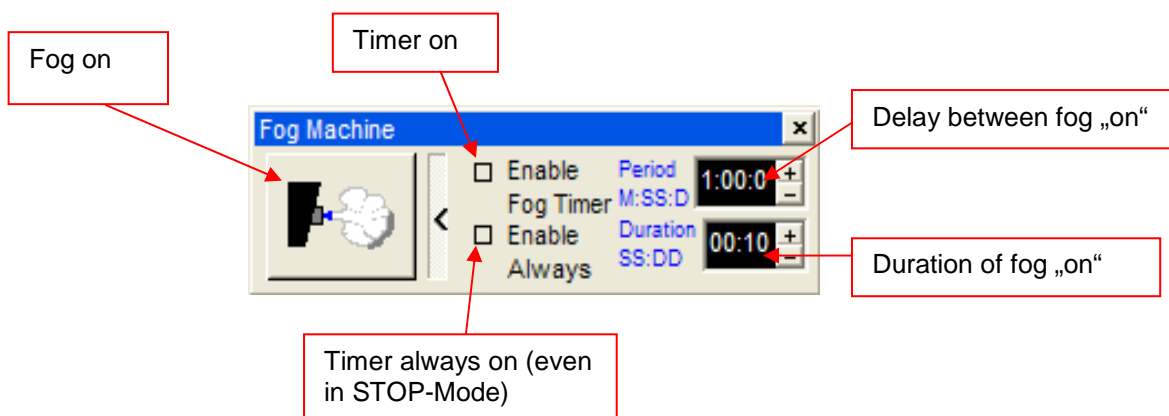 Timer on
Fog on
Delay between fog „on“
Fog Machine
Enable
Fog Timer
Period
M:SS:D
1:00:0
Enable
Always
Duration
SS:DD
00:10
Duration of fog „on“
Timer always on (even
in STOP-Mode)